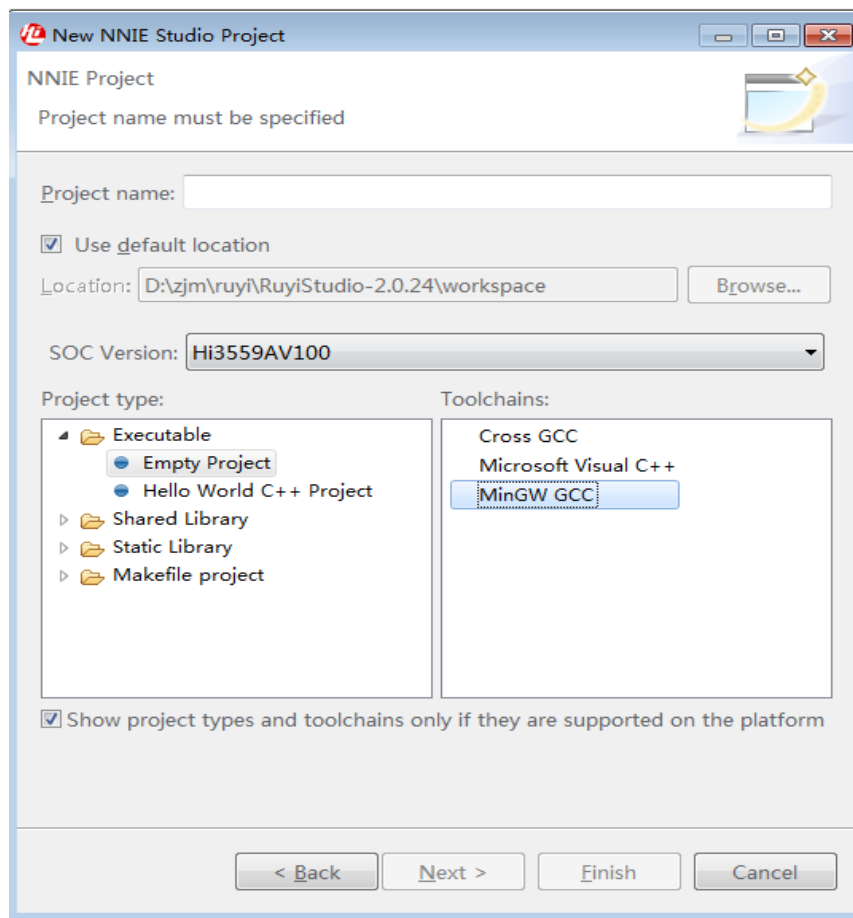 New NNIE Studio Project
NNIE Project
Project name must be specified
Project name:
Use default location
Location: D:\zjm\ruyi\RuyiStudio-2.0.24\workspace Browse...
SOC Version: Hi3559AV100
Project type: Toolchains:
Executable Cross GCC
Empty Project Microsoft Visual C++
Hello World C++ Project MinGW GCC
Shared Library
Static Library
Makefile project
Show project types and toolchains only if they are supported on the platform
< Back Next > Finish Cancel